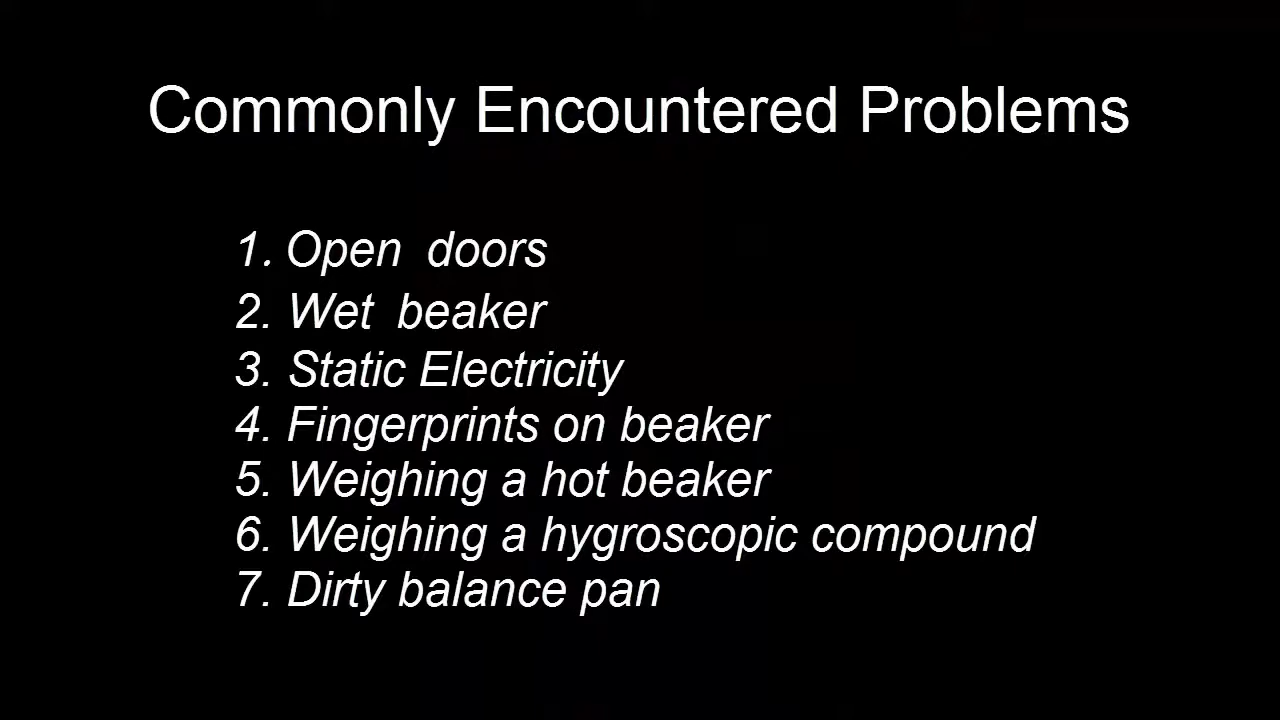 Commonly Encountered Problems
1. Open doors
2. Wet beaker
3. Static Electricity
4. Fingerprints on beaker
5. Weighing a hot beaker
6. Weighing a hygroscopic compound
7. Dirty balance pan